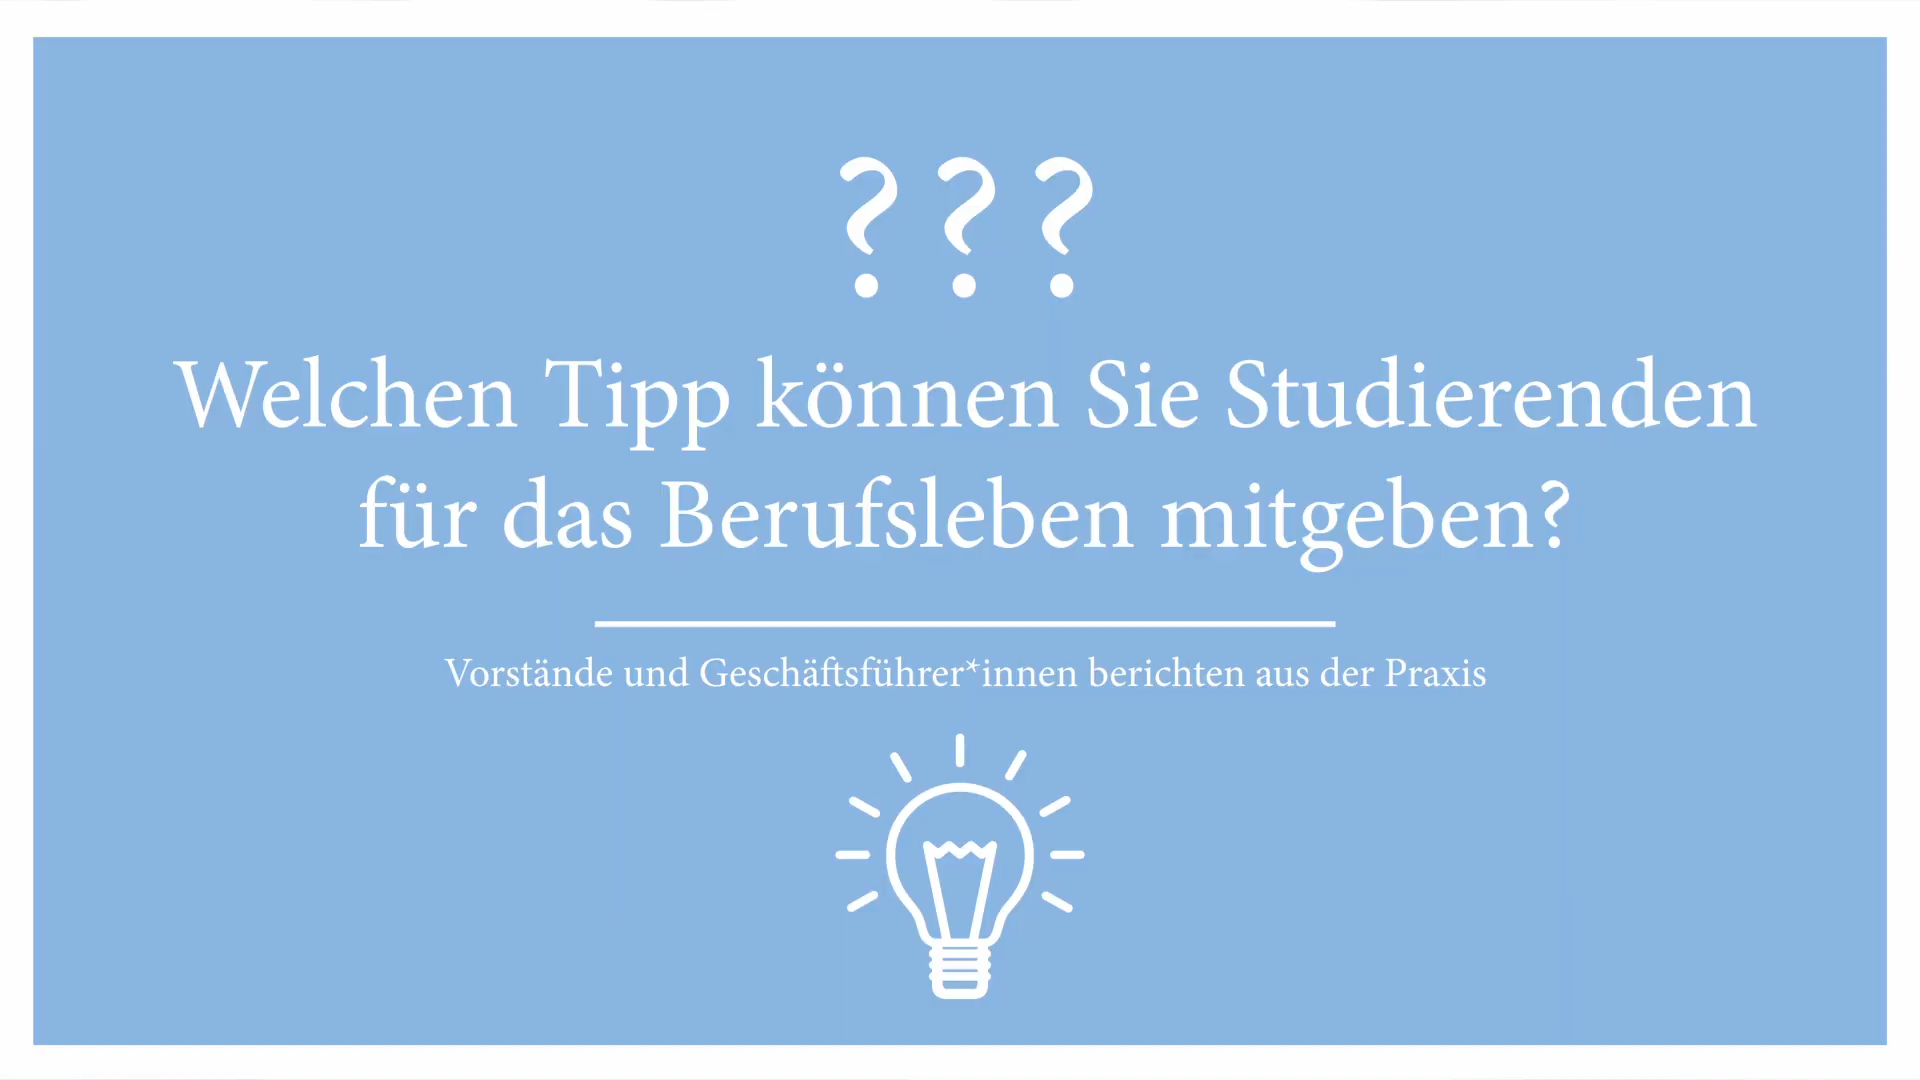 ???
Welchen Tipp können Sie Studierenden
für das Berufsleben mitgeben?
Vorstände und Geschäftsführer*innen berichten aus der Praxis